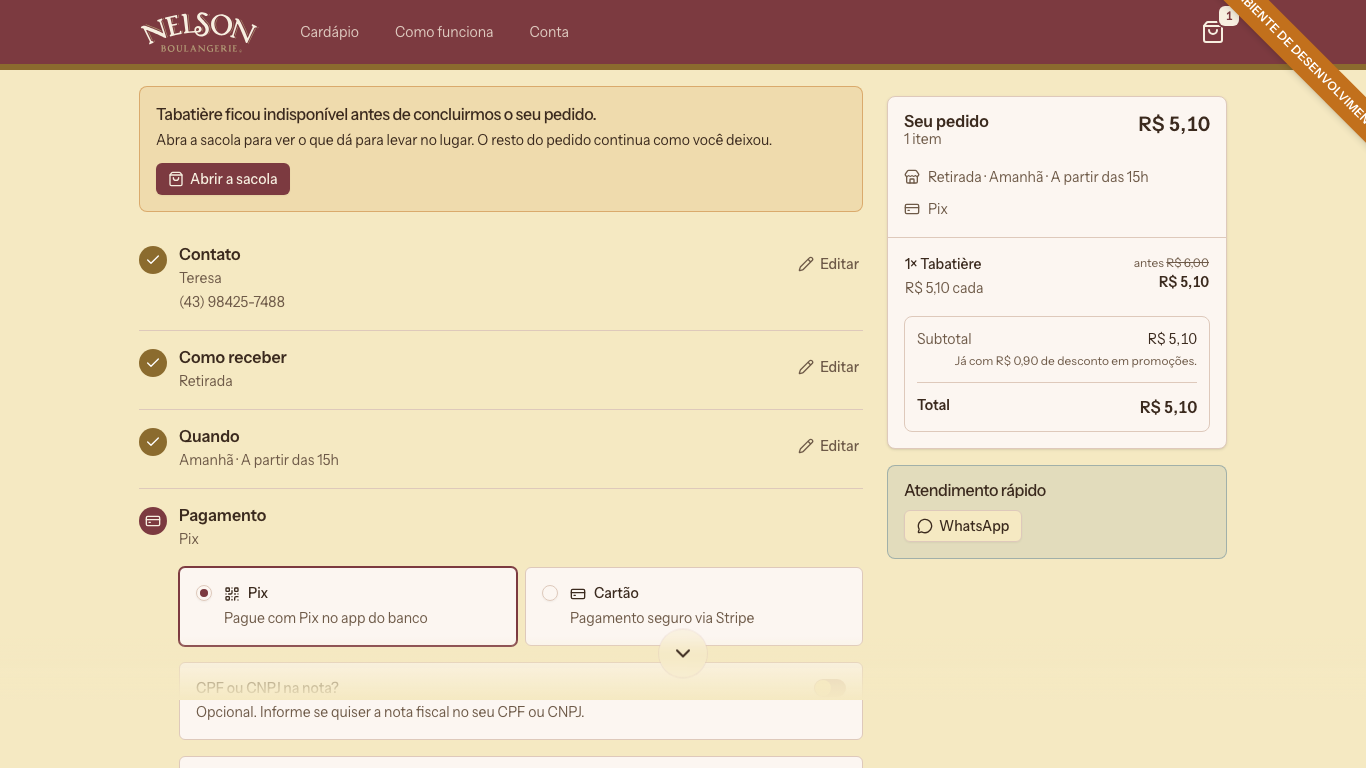 NELSON
BOULANGERIE.
Cardápio
Como funciona
Conta
1
Tabatière ficou indisponível antes de concluirmos o seu pedido.
Abra a sacola para ver o que dá para levar no lugar. O resto do pedido continua como você deixou.
Abrir a sacola
Contato
Teresa
(43) 98425-7488
Editar
Como receber
Retirada
Editar
Quando
Amanhã · A partir das 15h
Editar
Pagamento
Pix
Pix
Pague com Pix no app do banco
Cartão
Pagamento seguro via Stripe
CPF ou CNPJ na nota?
Opcional. Informe se quiser a nota fiscal no seu CPF ou CNPJ.
Seu pedido
R$ 5,10
1 item
Retirada · Amanhã · A partir das 15h
Pix
1× Tabatière
antes R$ 6,00
R$ 5,10 cada
R$ 5,10
Subtotal
R$ 5,10
Já com R$ 0,90 de desconto em promoções.
Total
R$ 5,10
Atendimento rápido
WhatsApp
DE DESENVOLVIMEN